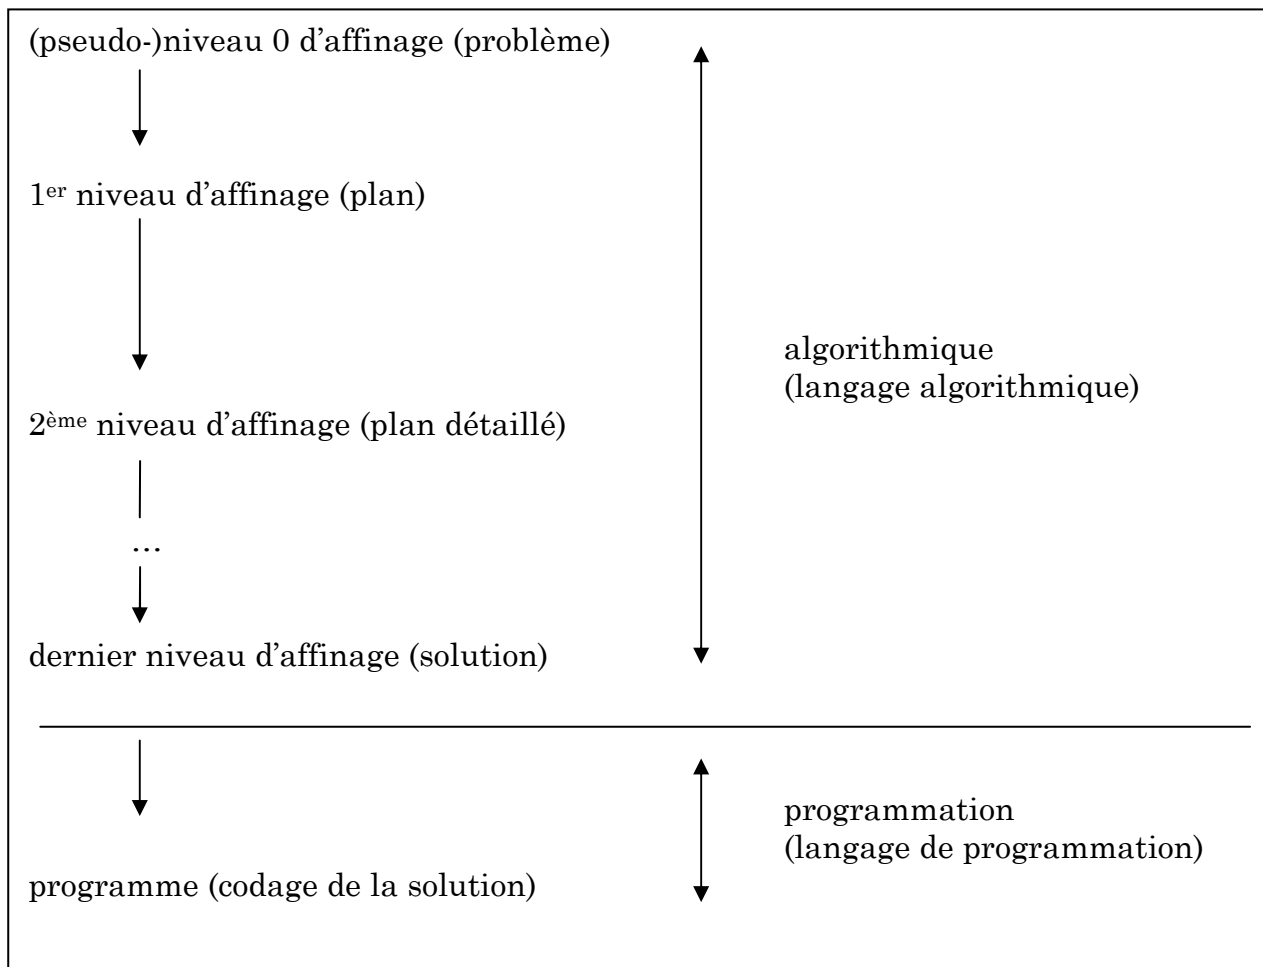 (pseudo-)niveau 0 d’affinage (problème)
1er niveau d’affinage (plan)
algorithmique
(langage algorithmique)
2ème niveau d’affinage (plan détaillé)
…
dernier niveau d’affinage (solution)
programmation
(langage de programmation)
programme (codage de la solution)